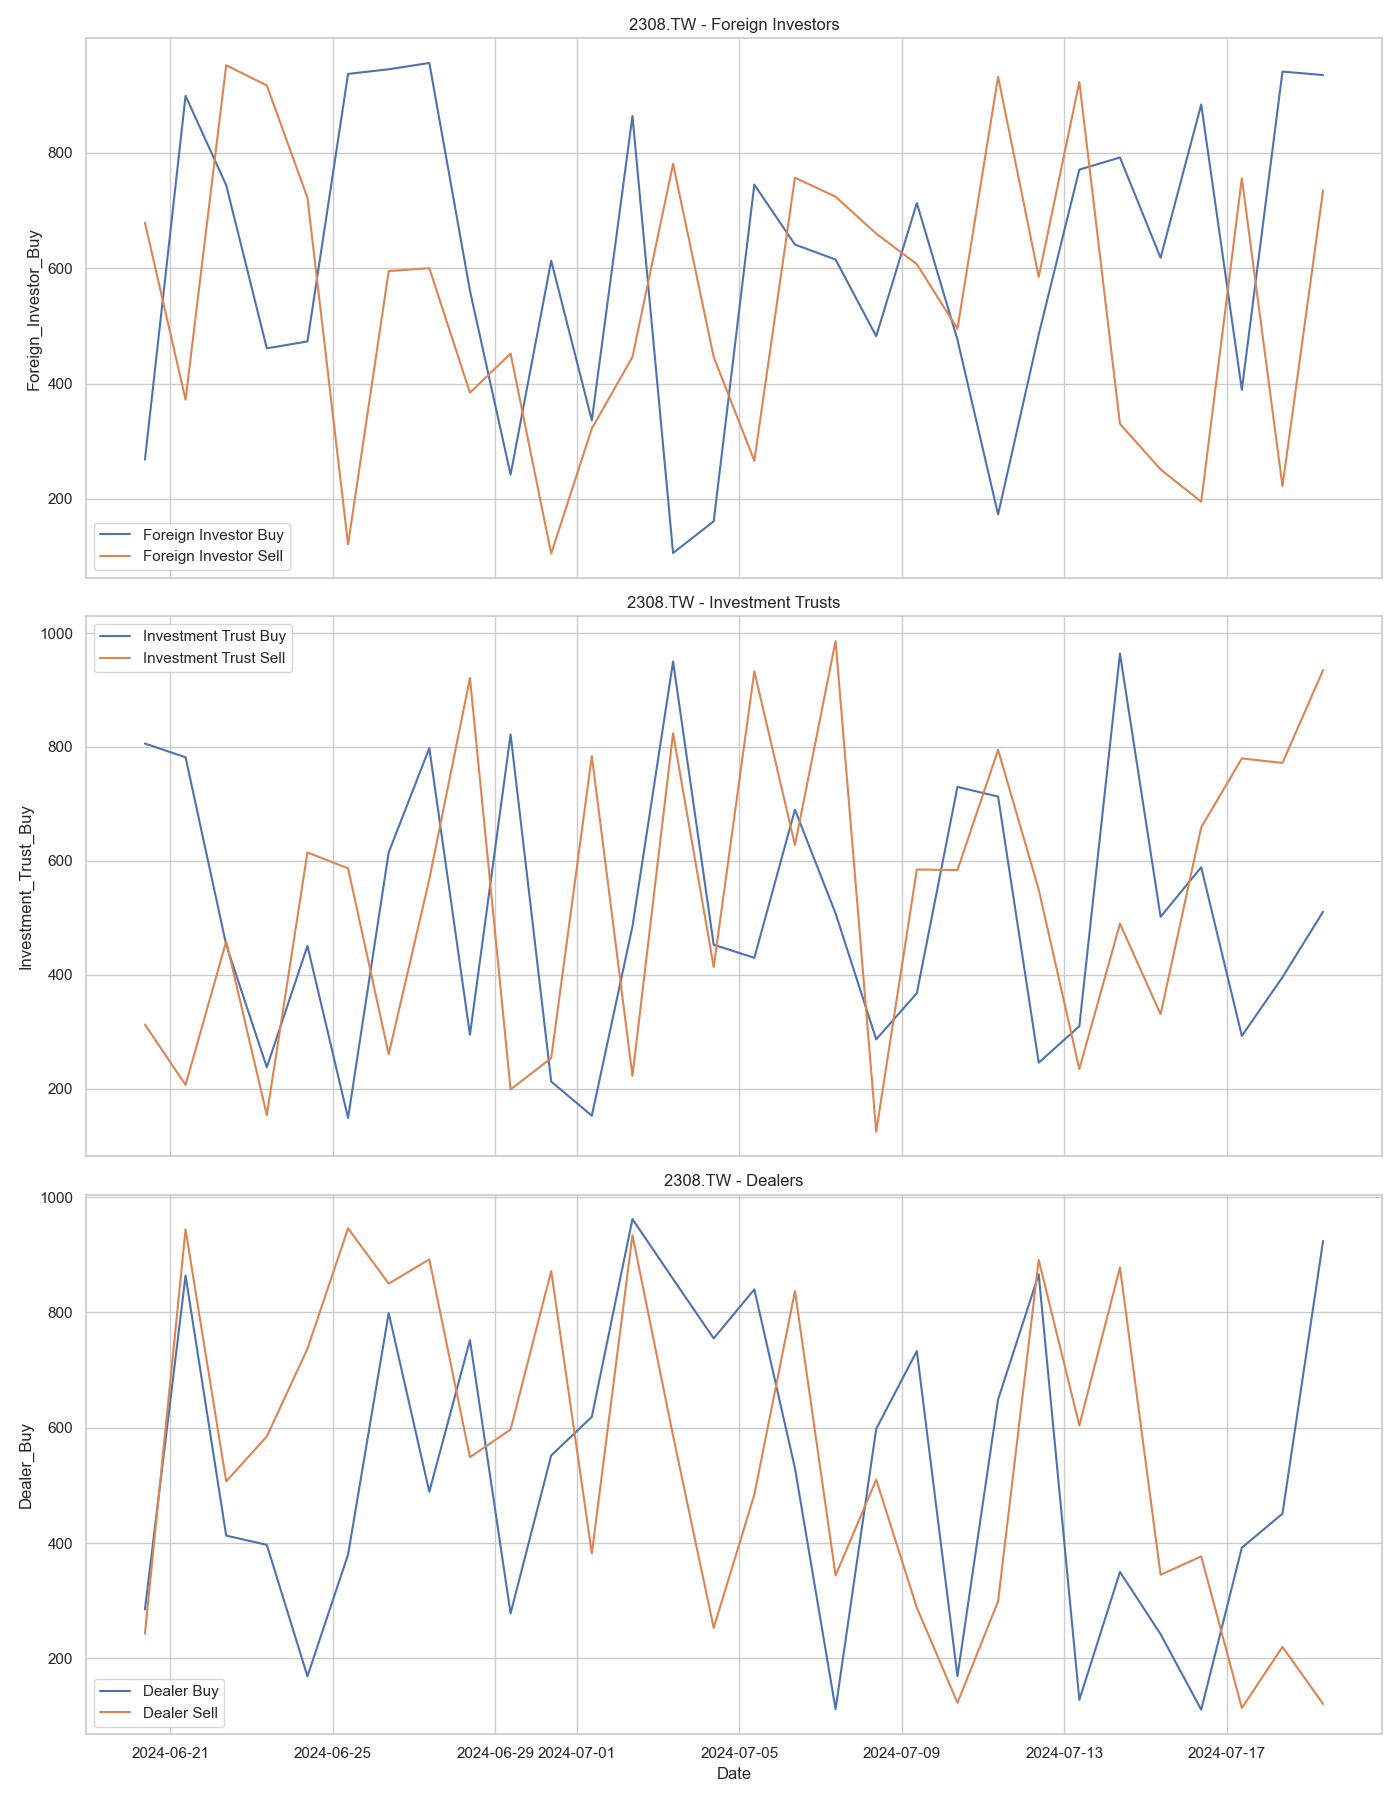 2308.TW - Foreign Investors
Foreign_Investor_Buy
800
600
400
200
Foreign Investor Buy
Foreign Investor Sell
2308.TW - Investment Trusts
Investment_Trust_Buy
1000
800
600
400
200
Investment Trust Buy
Investment Trust Sell
2308.TW - Dealers
Dealer_Buy
1000
800
600
400
200
Dealer Buy
Dealer Sell
2024-06-21 2024-06-25 2024-06-29 2024-07-01 2024-07-05 2024-07-09 2024-07-13 2024-07-17
Date